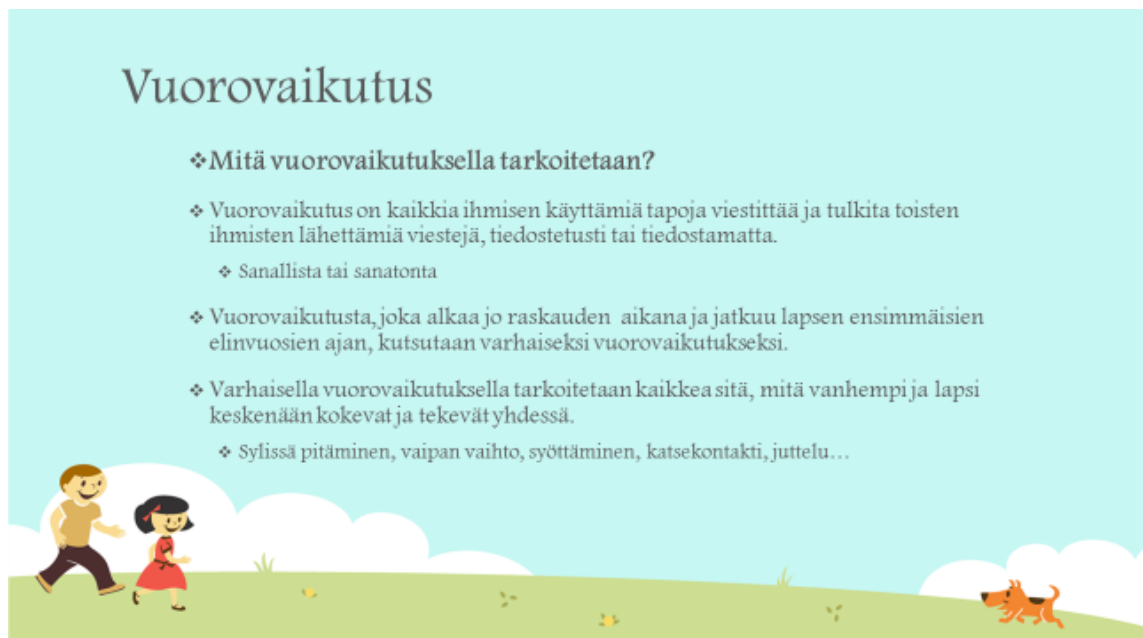 Vuorovaikutus
❖Mitä vuorovaikutuksella tarkoitetaan?
❖ Vuorovaikutus on kaikkia ihmisen käyttämiä tapoja viestittää ja tulkita toisten
ihmisten lähettämiä viestejä, tiedostetusti tai tiedostamatta.
❖ Sanallista tai sanatonta
❖ Vuorovaikutusta, joka alkaa jo raskauden aikana ja jatkuu lapsen ensimmäisien
elinvuosien ajan, kutsutaan varhaiseksi vuorovaikutukseksi.
❖ Varhaisella vuorovaikutuksella tarkoitetaan kaikkea sitä, mitä vanhempi ja lapsi
keskenään kokevat ja tekevät yhdessä.
❖ Sylissä pitäminen, vaipan vaihto, syöttäminen, katsekontakti, juttelu…